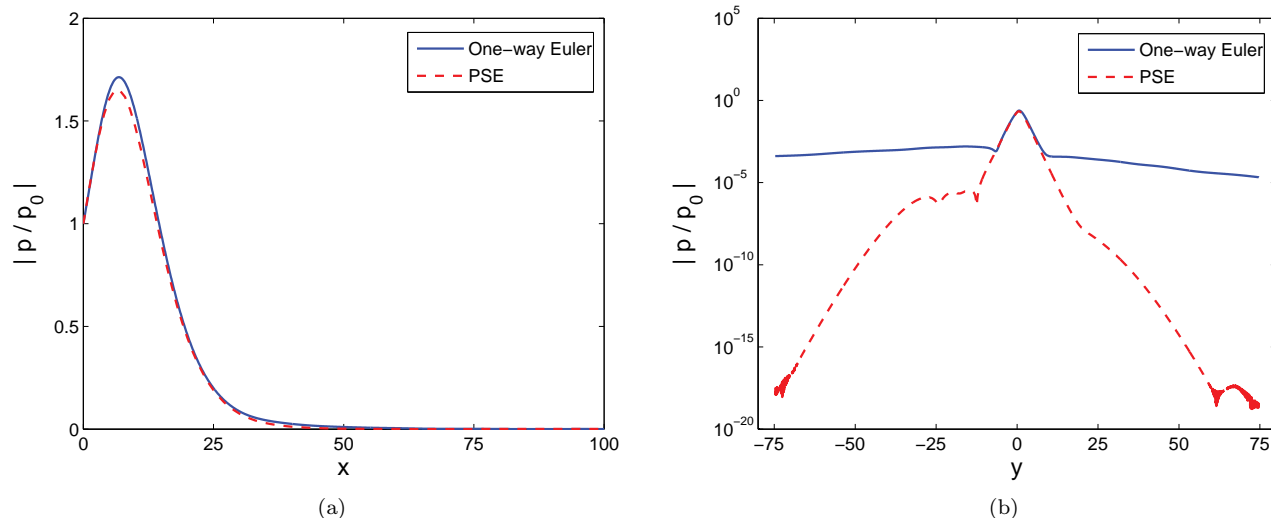 2
1.5
1
0.5
0
0 25 50 75 100
x
| p / p0 |
One−way Euler
PSE
(a)
10^5
10^0
10^−5
10^−10
10^−15
10^−20
−75 −50 −25 0 25 50 75
y
| p / p0 |
One−way Euler
PSE
(b)